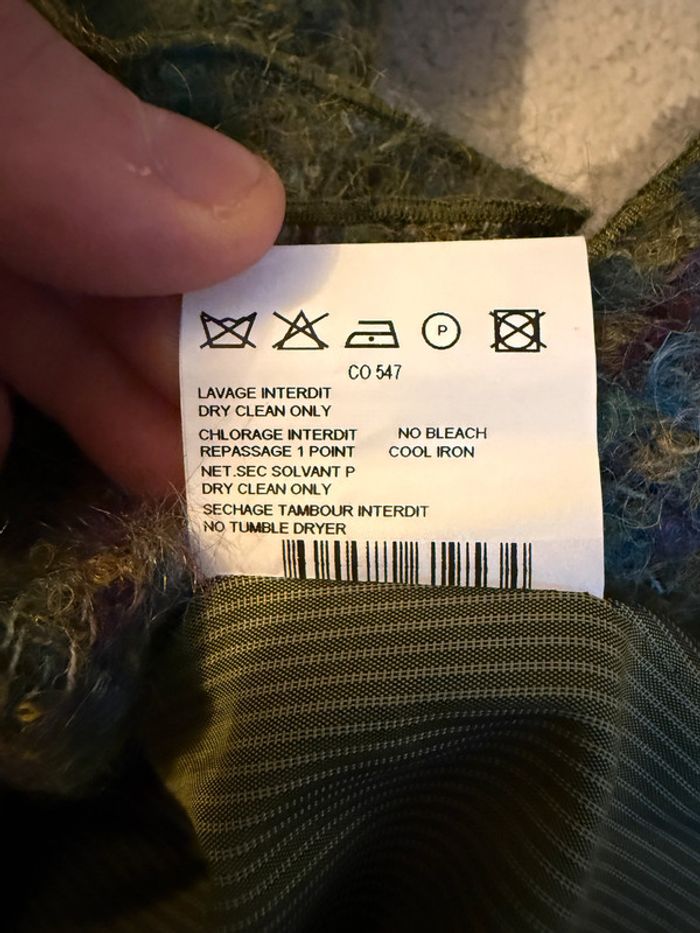 P
CO 547
LAVAGE INTERDIT
DRY CLEAN ONLY
CHLORAGE INTERDIT NO BLEACH
REPASSAGE 1 POINT COOL IRON
NET.SEC SOLVANT P
DRY CLEAN ONLY
SECHAGE TAMBOUR INTERDIT
NO TUMBLE DRYER